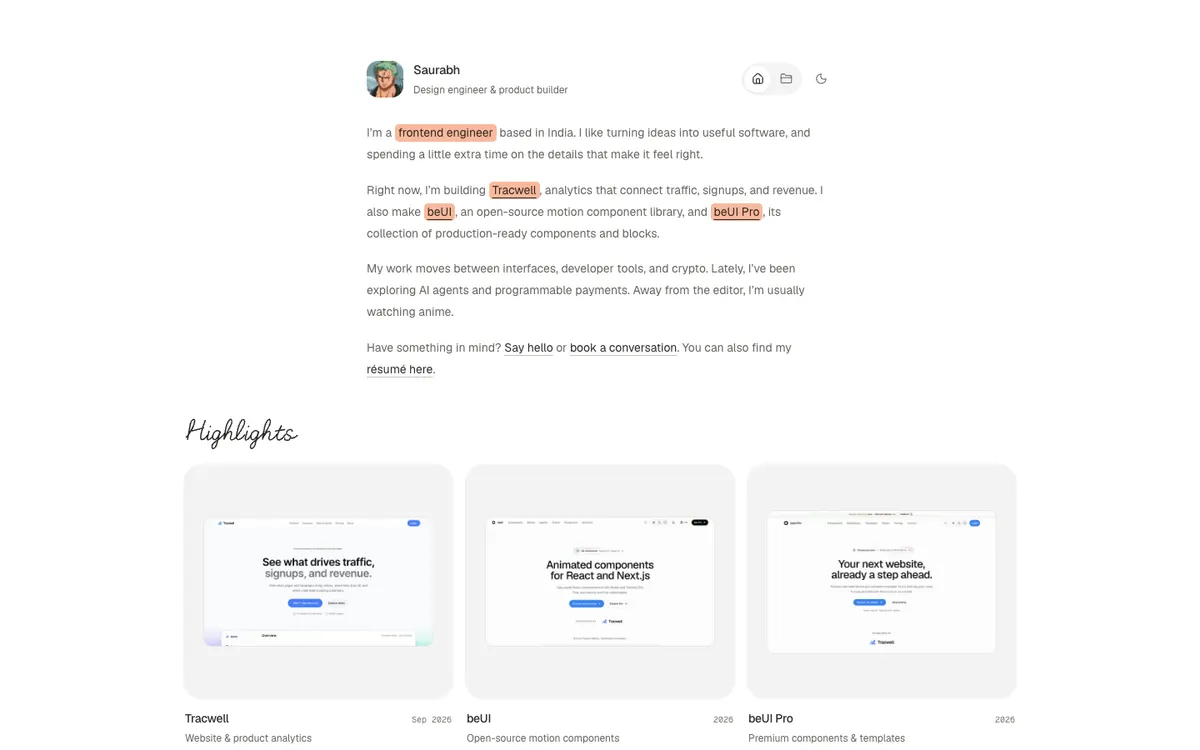 Saurabh
Design engineer & product builder
I'm a frontend engineer based in India. I like turning ideas into useful software, and
spending a little extra time on the details that make it feel right.
Right now, I'm building Tracwell, analytics that connect traffic, signups, and revenue. I
also make beUI, an open-source motion component library, and beUI Pro, its
collection of production-ready components and blocks.
My work moves between interfaces, developer tools, and crypto. Lately, I've been
exploring AI agents and programmable payments. Away from the editor, I'm usually
watching anime.
Have something in mind? Say hello or book a conversation. You can also find my
résumé here.
Highlights
Tracwell
See what drives traffic,
signups, and revenue.
Overview
Animated components
for React and Next.js
Tracwell
Your next website,
already a step ahead.
Tracwell
Tracwell
Sep 2026
Website & product analytics
beUI
2026
Open-source motion components
beUI Pro
2026
Premium components & templates